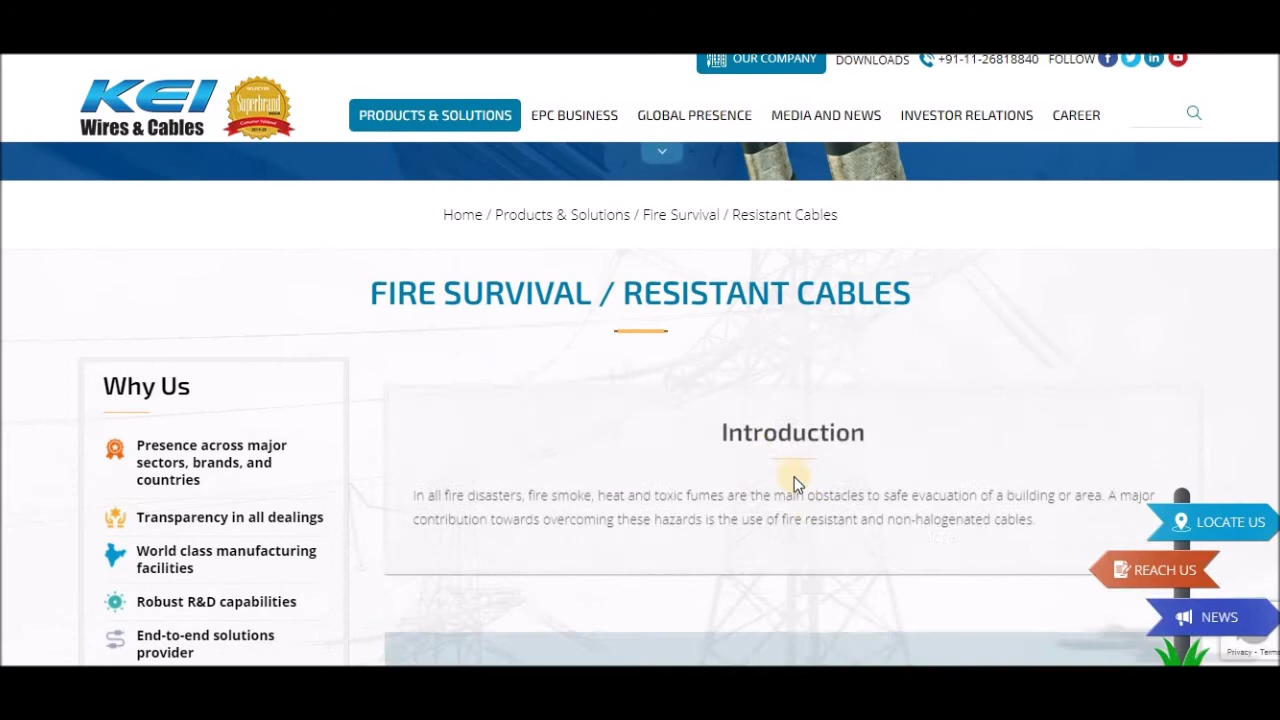 OUR COMPANY DOWNLOADS +91-11-26818840 FOLLOW
KEI
Wires & Cables
Superbrand
PRODUCTS & SOLUTIONS EPC BUSINESS GLOBAL PRESENCE MEDIA AND NEWS INVESTOR RELATIONS CAREER
Home / Products & Solutions / Fire Survival / Resistant Cables
FIRE SURVIVAL / RESISTANT CABLES
Why Us
Presence across major
sectors, brands, and
countries
Transparency in all dealings
World class manufacturing
facilities
Robust R&D capabilities
End-to-end solutions
provider
Introduction
In all fire disasters, fire smoke, heat and toxic fumes are the main obstacles to safe evacuation of a building or area. A major
contribution towards overcoming these hazards is the use of fire resistant and non-halogenated cables.
LOCATE US
REACH US
NEWS
Privacy - Terms